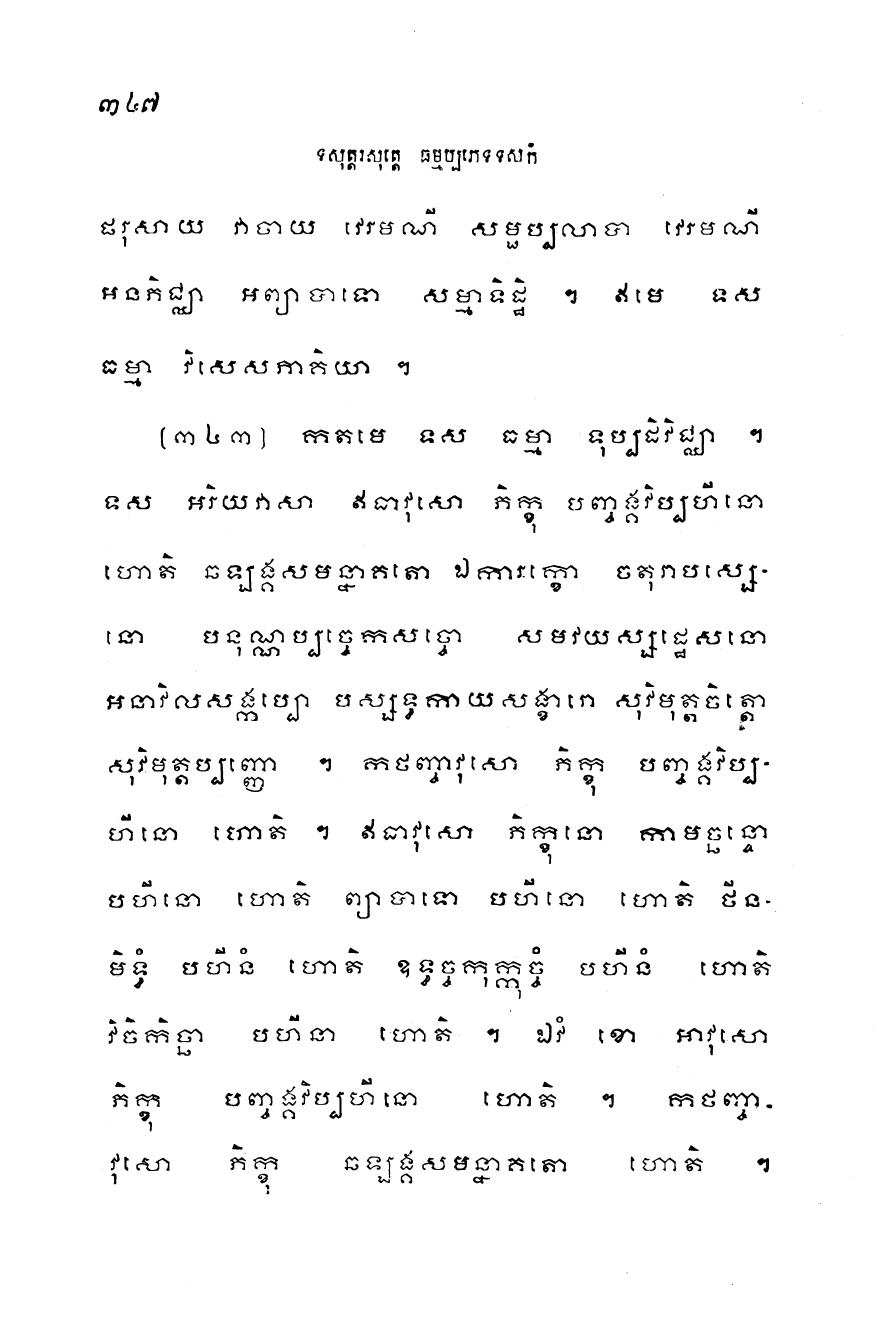 ៣៤៧
ទសុត្តរសុត្តេ ធម្មប្បភេទទសកំ
ផរុសាយ វាចាយ វេរមណី សម្ផប្បលាបា វេរមណី
អនភិជ្ឈា អព្យាបាទោ សម្មាទិដ្ឋិ ។ ឥមេ ទស
ធម្មា វិសេសភាគិយា ។
(៣៤៣) កតមេ ទស ធម្មា ទុប្បដិវិជ្ឈា ។
ទស អរិយវាសា ឥធាវុសោ ភិក្ខុ បញ្ចង្គវិប្បហីនោ
ហោតិ ឆឡង្គសមន្នាគតោ ឯការក្ខោ ចតុរាបស្សេ-
នោ បនុណ្ណប្បច្ចេកសច្ចោ សមវយសដ្ឋេសនោ
អនាវិលសង្កប្បោ បស្សទ្ធកាយសង្ខារោ សុវិមុត្តចិត្តោ
សុវិមុត្តប្បញ្ញោ ។ កថញ្ចាវុសោ ភិក្ខុ បញ្ចង្គវិប្ប-
ហីនោ ហោតិ ។ ឥធាវុសោ ភិក្ខុនោ កាមច្ឆន្ទោ
បហីនោ ហោតិ ព្យាបាទោ បហីនោ ហោតិ ថីន-
មិទ្ធំ បហីនំ ហោតិ ឧទ្ធច្ចកុក្កុច្ចំ បហីនំ ហោតិ
វិចិកិច្ឆា បហីនា ហោតិ ។ ឯវំ ខោ អាវុសោ
ភិក្ខុ បញ្ចង្គវិប្បហីនោ ហោតិ ។ កថញ្ចា-
វុសោ ភិក្ខុ ឆឡង្គសមន្នាគតោ ហោតិ ។